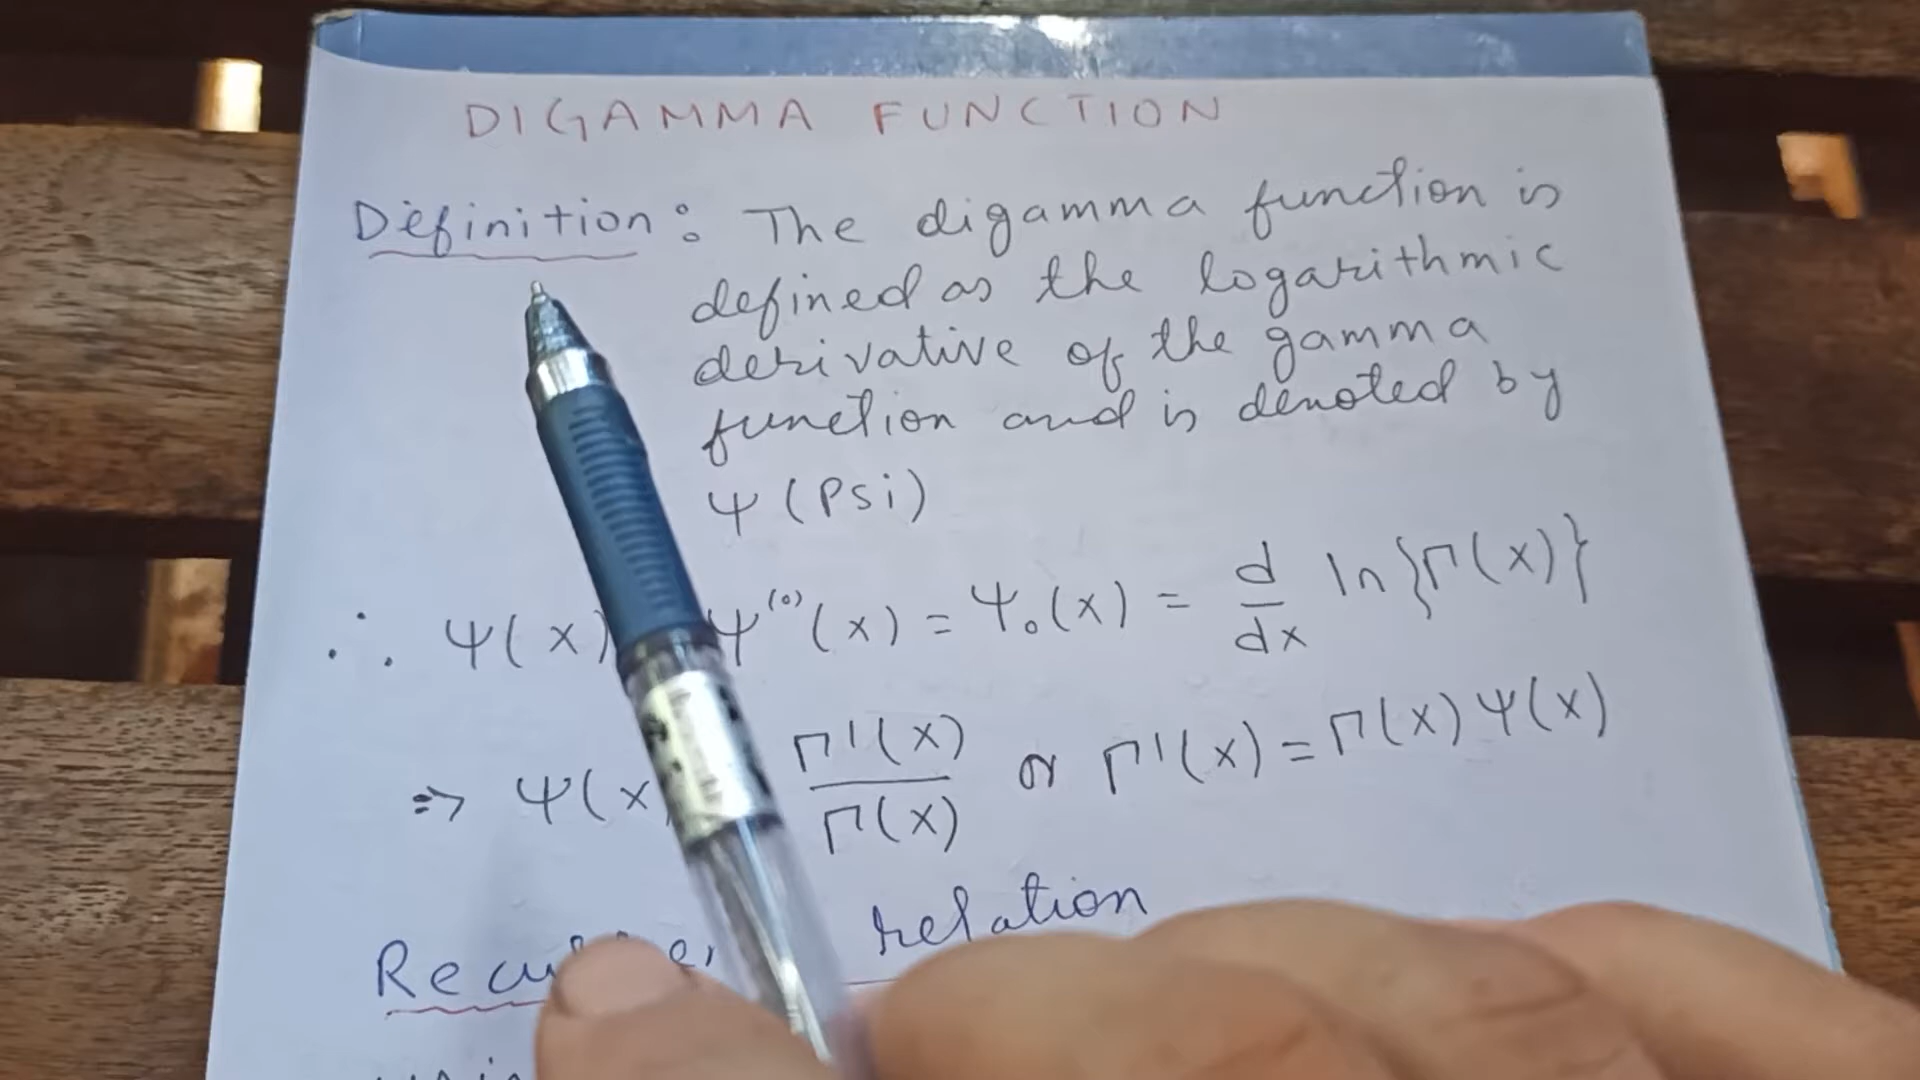 DIGAMMA FUNCTION
Definition: The digamma function is
defined as the logarithmic
derivative of the gamma
function and is denoted by
Ψ (Psi)
∴ Ψ(x) Ψ⁽⁰⁾(x) = Ψ₀(x) = d/dx ln{Γ(x)}
⇒ Ψ(x Γ'(x)/Γ(x) or Γ'(x) = Γ(x) Ψ(x)
relation